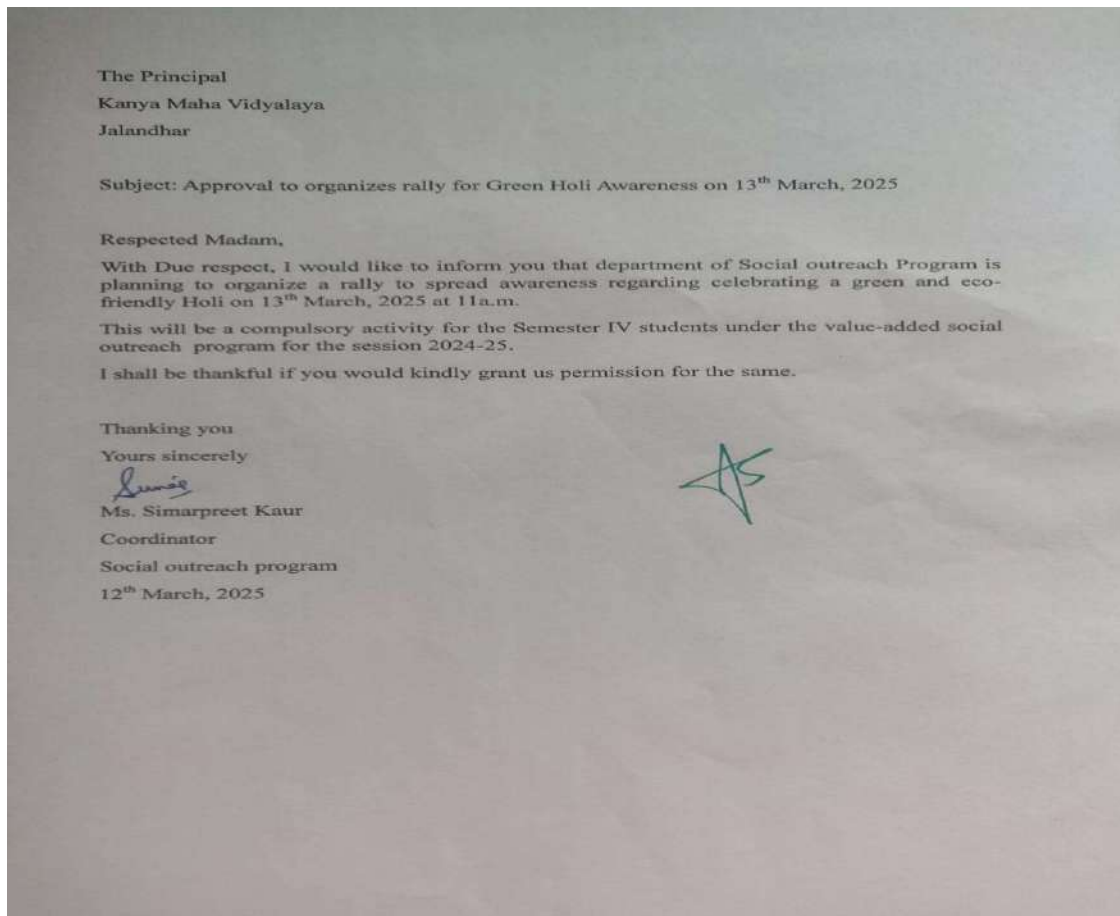 The Principal
Kanya Maha Vidyalaya
Jalandhar
Subject: Approval to organizes rally for Green Holi Awareness on 13th March, 2025
Respected Madam,
With Due respect, I would like to inform you that department of Social outreach Program is
planning to organize a rally to spread awareness regarding celebrating a green and eco-
friendly Holi on 13th March, 2025 at 11a.m.
This will be a compulsory activity for the Semester IV students under the value-added social
outreach program for the session 2024-25.
I shall be thankful if you would kindly grant us permission for the same.
Thanking you
Yours sincerely
Ms. Simarpreet Kaur
Coordinator
Social outreach program
12th March, 2025